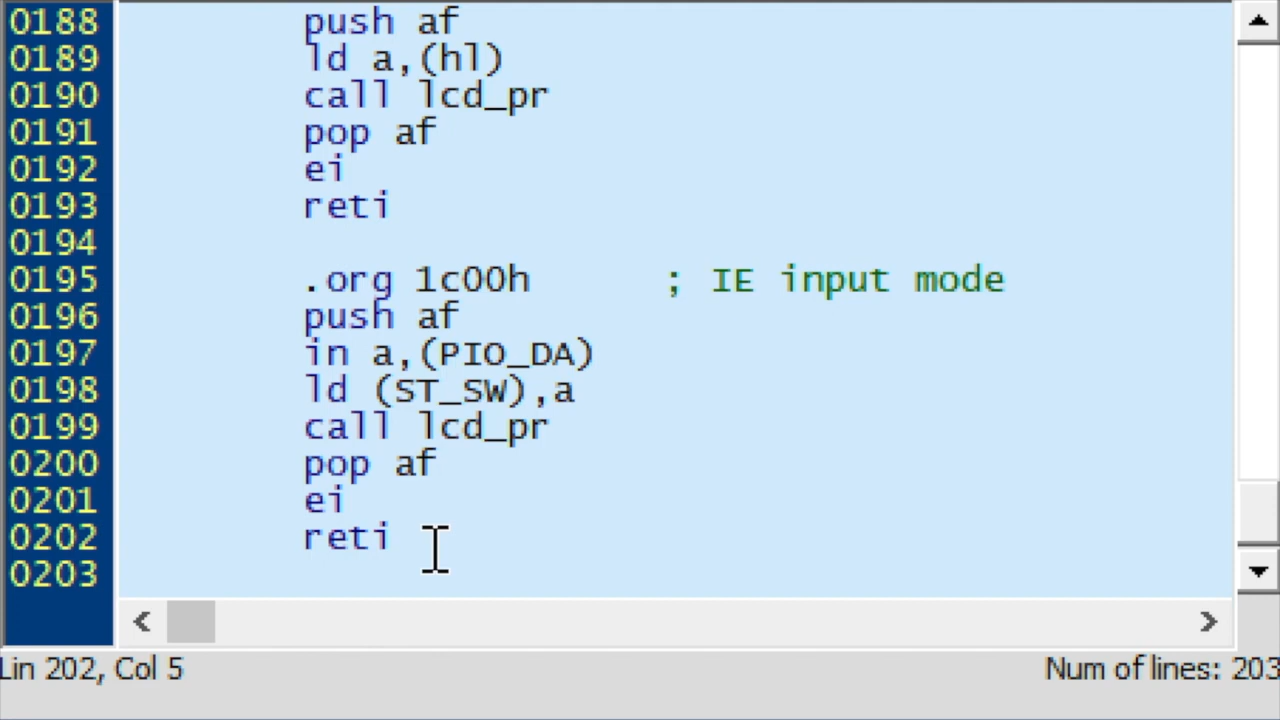 0188 push af
0189 ld a,(hl)
0190 call lcd_pr
0191 pop af
0192 ei
0193 reti
0194
0195 .org 1c00h ; IE input mode
0196 push af
0197 in a,(PIO_DA)
0198 ld (ST_SW),a
0199 call lcd_pr
0200 pop af
0201 ei
0202 reti
0203
Lin 202, Col 5 Num of lines: 203